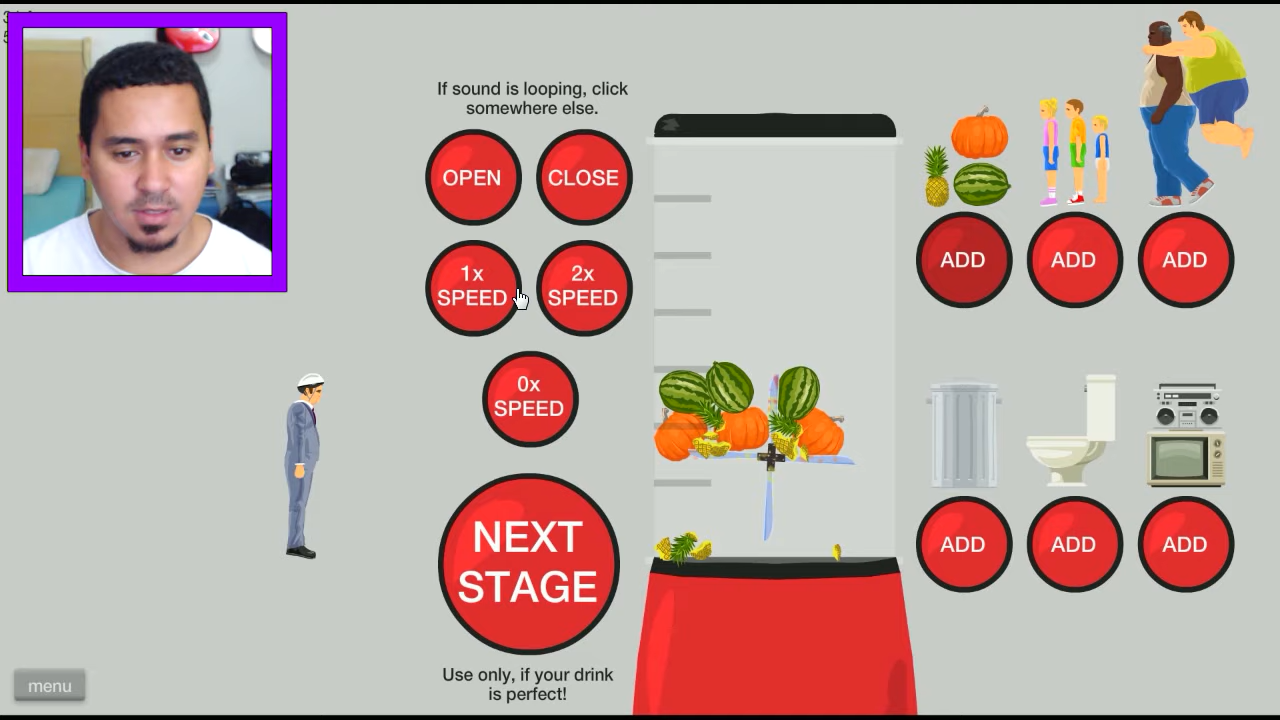 If sound is looping, click
somewhere else.
OPEN
CLOSE
1x
SPEED
2x
SPEED
0x
SPEED
NEXT
STAGE
Use only, if your drink
is perfect!
ADD
ADD
ADD
ADD
ADD
ADD
menu